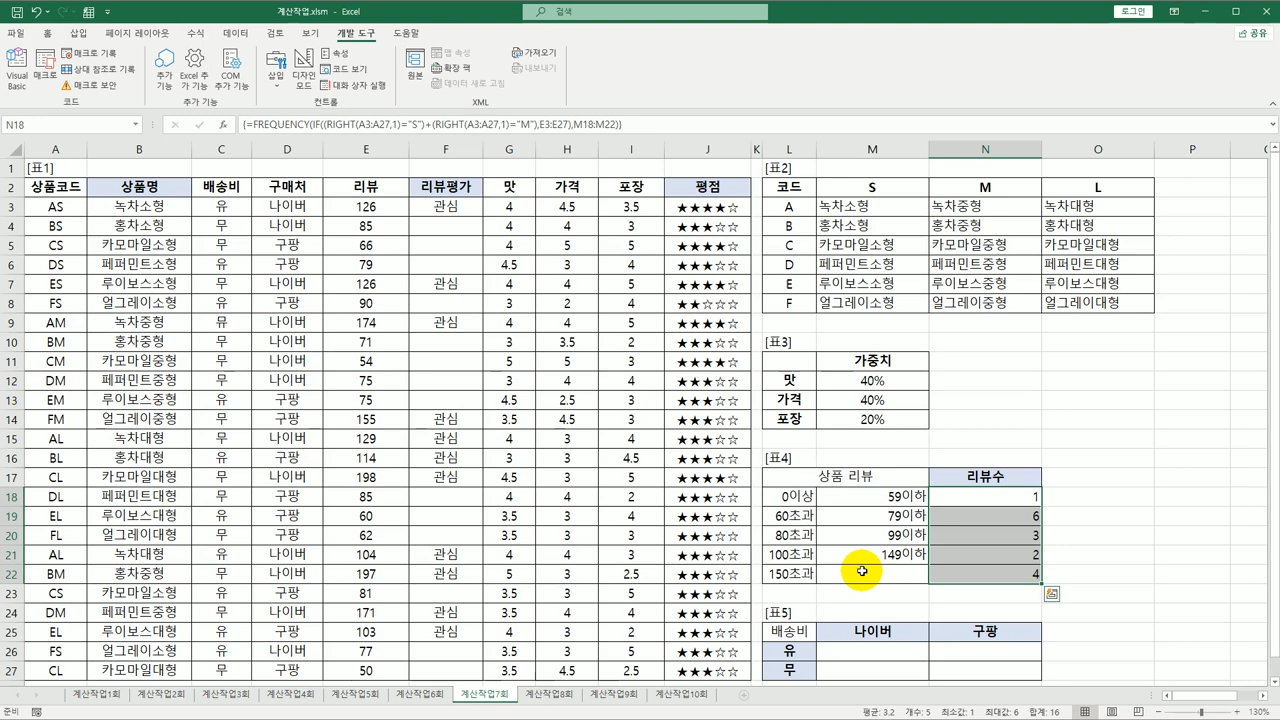 계산작업.xlsm - Excel
검색
로그인
파일 홈 삽입 페이지 레이아웃 수식 데이터 검토 보기 개발 도구 도움말
공유
Visual Basic
매크로
매크로 기록
상대 참조로 기록
매크로 보안
코드
추가 기능
Excel 추가 기능
COM 추가 기능
추가 기능
삽입
디자인 모드
속성
코드 보기
대화 상자 실행
컨트롤
원본
맵 속성
확장 팩
데이터 새로 고침
가져오기
내보내기
XML
N18 {=FREQUENCY(IF((RIGHT(A3:A27,1)="S")+(RIGHT(A3:A27,1)="M"),E3:E27),M18:M22)}
A B C D E F G H I J K L M N O P
1 [표1] [표2]
2 상품코드 상품명 배송비 구매처 리뷰 리뷰평가 맛 가격 포장 평점 코드 S M L
3 AS 녹차소형 유 나이버 126 관심 4 4.5 3.5 ★★★★☆ A 녹차소형 녹차중형 녹차대형
4 BS 홍차소형 무 나이버 85 4 4 3 ★★★☆☆ B 홍차소형 홍차중형 홍차대형
5 CS 카모마일소형 무 구팡 66 4 5 5 ★★★★☆ C 카모마일소형 카모마일중형 카모마일대형
6 DS 페퍼민트소형 유 구팡 79 4.5 3 4 ★★★☆☆ D 페퍼민트소형 페퍼민트중형 페퍼민트대형
7 ES 루이보스소형 무 나이버 126 관심 4 4 5 ★★★★☆ E 루이보스소형 루이보스중형 루이보스대형
8 FS 얼그레이소형 유 구팡 90 3 2 4 ★★☆☆☆ F 얼그레이소형 얼그레이중형 얼그레이대형
9 AM 녹차중형 유 나이버 174 관심 4 4 5 ★★★★☆
10 BM 홍차중형 무 나이버 71 3 3.5 2 ★★★☆☆ [표3]
11 CM 카모마일중형 무 나이버 54 5 5 3 ★★★★☆ 가중치
12 DM 페퍼민트중형 무 나이버 75 3 4 4 ★★★☆☆ 맛 40%
13 EM 루이보스중형 유 구팡 75 4.5 2.5 3 ★★★☆☆ 가격 40%
14 FM 얼그레이중형 무 구팡 155 관심 3.5 4.5 3 ★★★☆☆ 포장 20%
15 AL 녹차대형 무 나이버 129 관심 4 3 4 ★★★☆☆
16 BL 홍차대형 유 구팡 114 관심 3 3 4.5 ★★★☆☆ [표4]
17 CL 카모마일대형 무 나이버 198 관심 4.5 3 5 ★★★☆☆ 상품 리뷰 리뷰수
18 DL 페퍼민트대형 무 구팡 85 4 4 2 ★★★☆☆ 0이상 59이하 1
19 EL 루이보스대형 유 구팡 60 3.5 3 4 ★★★☆☆ 60초과 79이하 6
20 FL 얼그레이대형 무 구팡 62 3.5 3 4 ★★★☆☆ 80초과 99이하 3
21 AL 녹차대형 유 나이버 104 관심 4 4 3 ★★★☆☆ 100초과 149이하 2
22 BM 홍차중형 무 나이버 197 관심 5 3 2.5 ★★★☆☆ 150초과 4
23 CS 카모마일소형 유 구팡 81 3.5 3 3 ★★★☆☆
24 DM 페퍼민트중형 무 나이버 171 관심 3.5 4 4 ★★★☆☆ [표5]
25 EL 루이보스대형 유 구팡 103 관심 4 3 2 ★★★☆☆ 배송비 나이버 구팡
26 FS 얼그레이소형 유 나이버 77 3.5 3 5 ★★★☆☆ 유
27 CL 카모마일대형 무 구팡 50 3.5 4.5 2.5 ★★★☆☆ 무
계산작업1회 계산작업2회 계산작업3회 계산작업4회 계산작업5회 계산작업6회 계산작업7회 계산작업8회 계산작업9회 계산작업10회
준비 평균: 3.2 개수: 5 최소값: 1 최대값: 6 합계: 16 130%